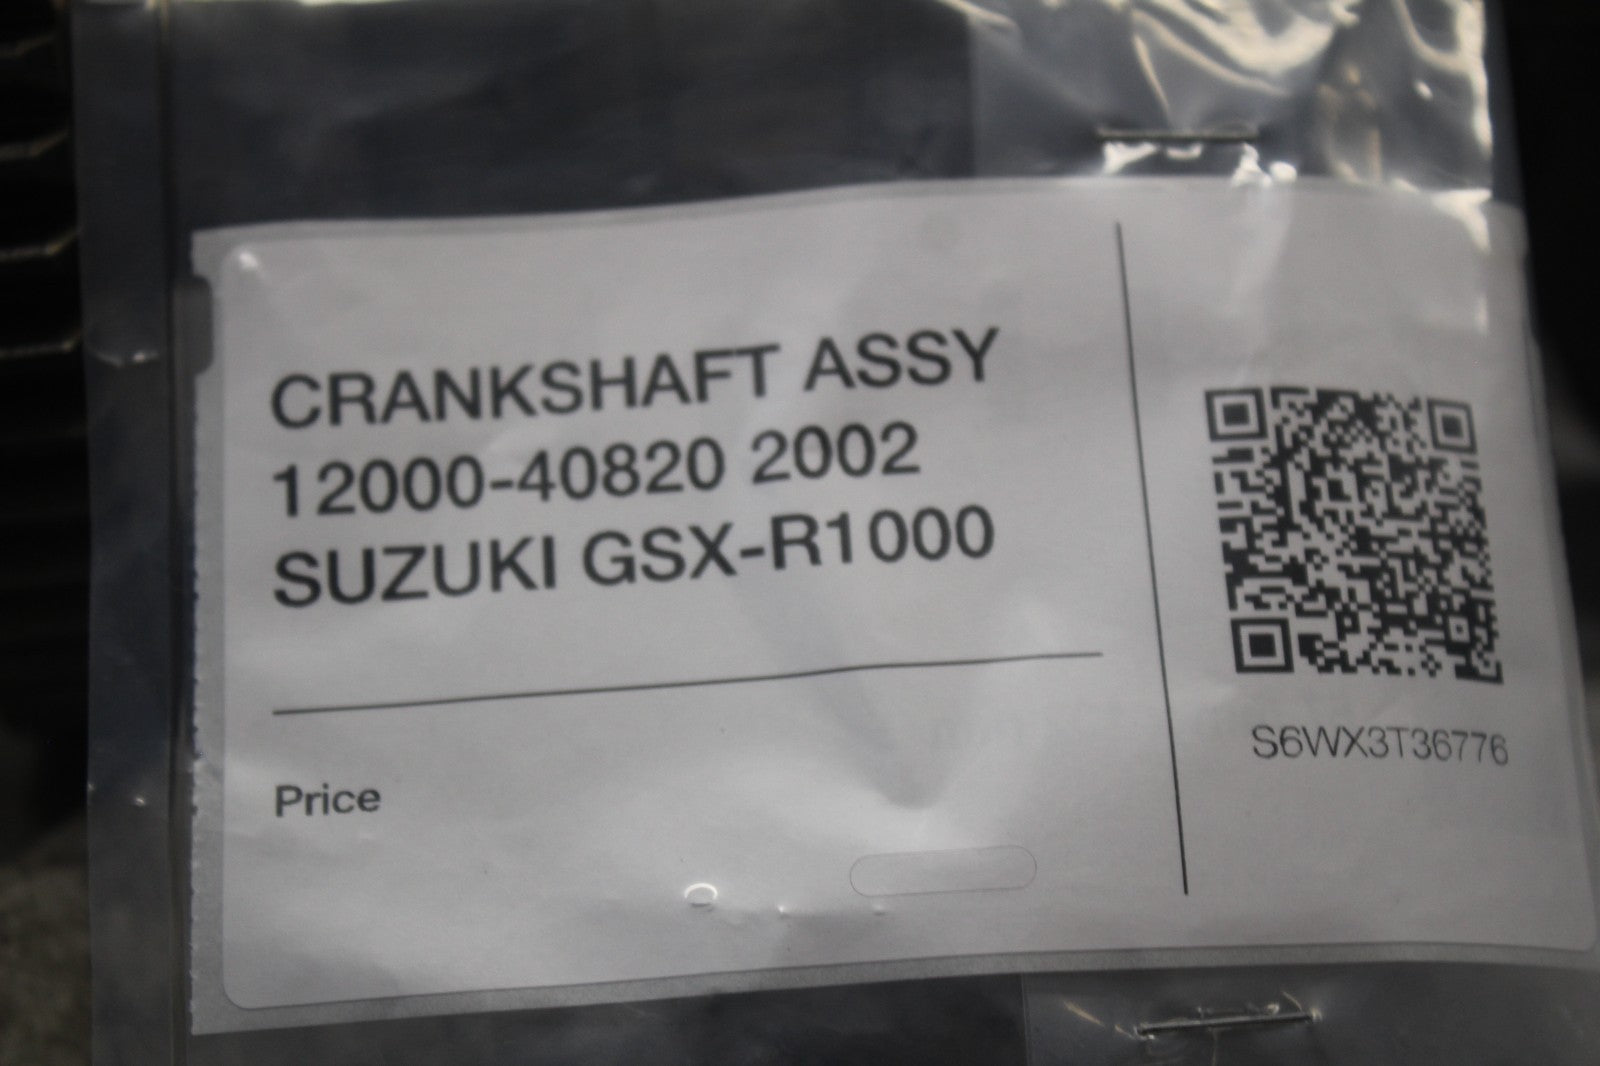 CRANKSHAFT ASSY
12000-40820 2002
SUZUKI GSX-R1000
Price
S6WX3T36776